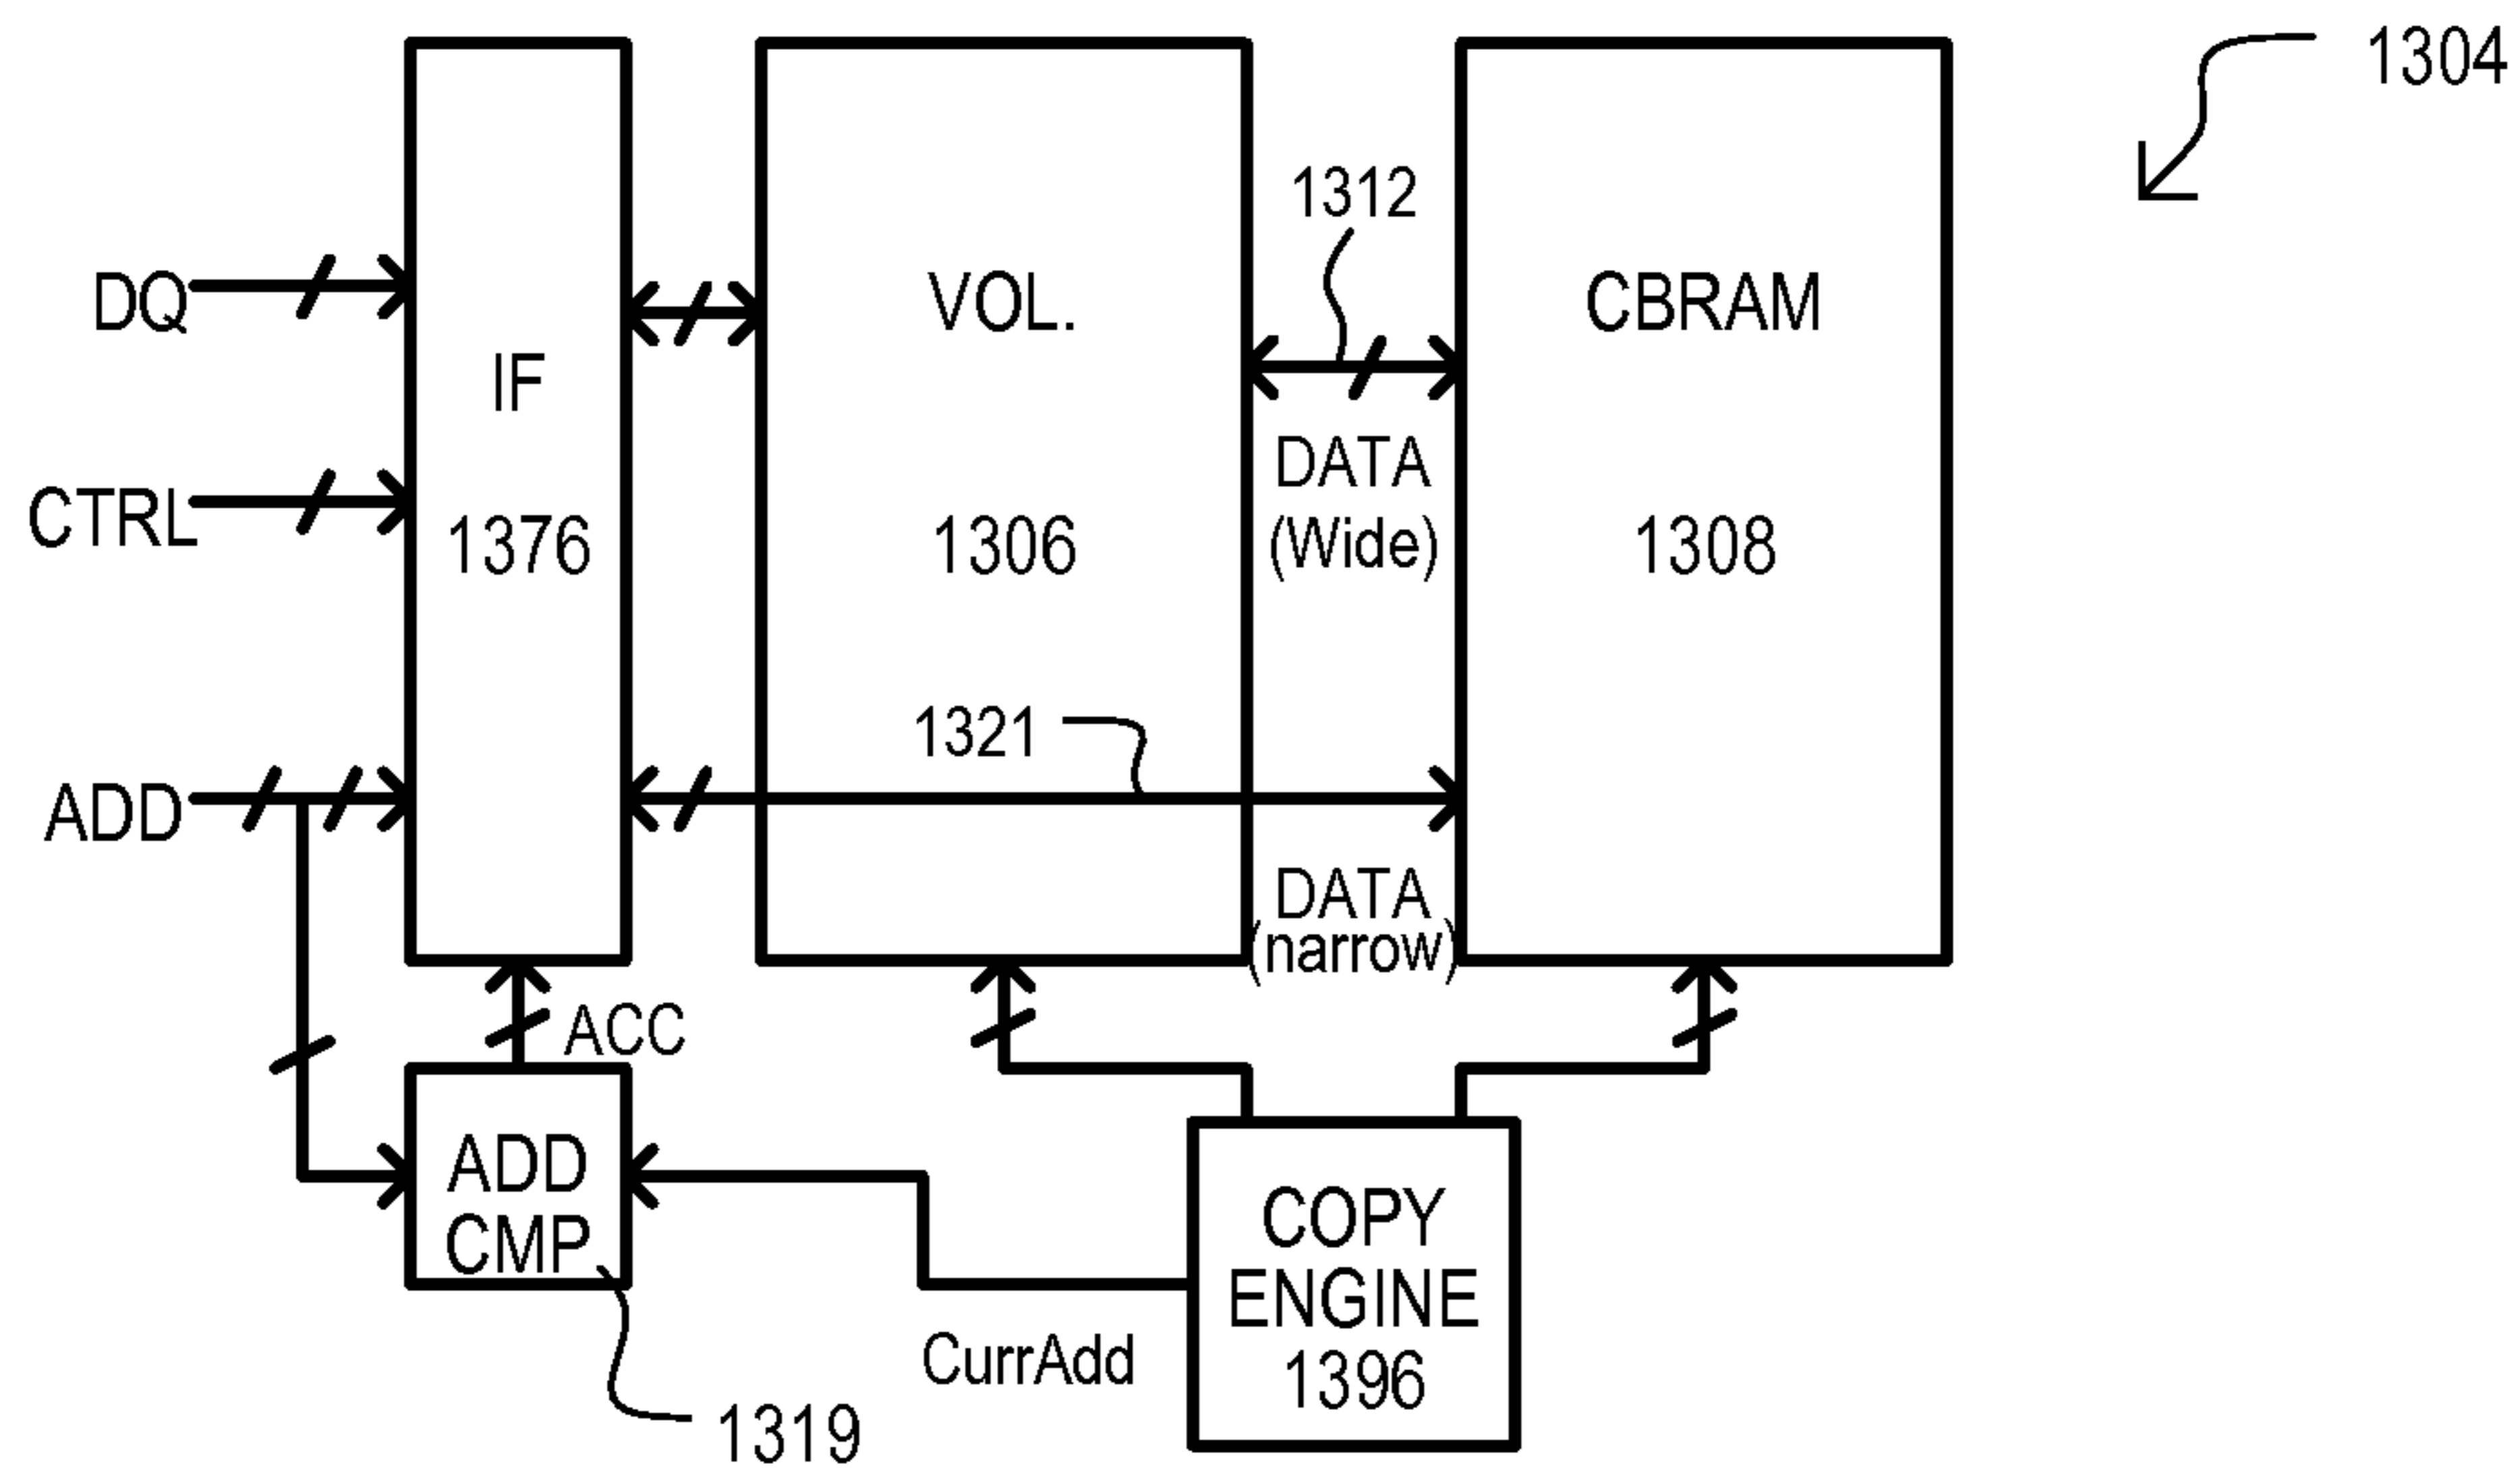 1304
1312
DQ
IF
1376
VOL.
1306
CBRAM
1308
DATA
(Wide)
CTRL
1321
ADD
DATA
(narrow)
ACC
ADD
CMP.
COPY
ENGINE
1396
CurrAdd
1319